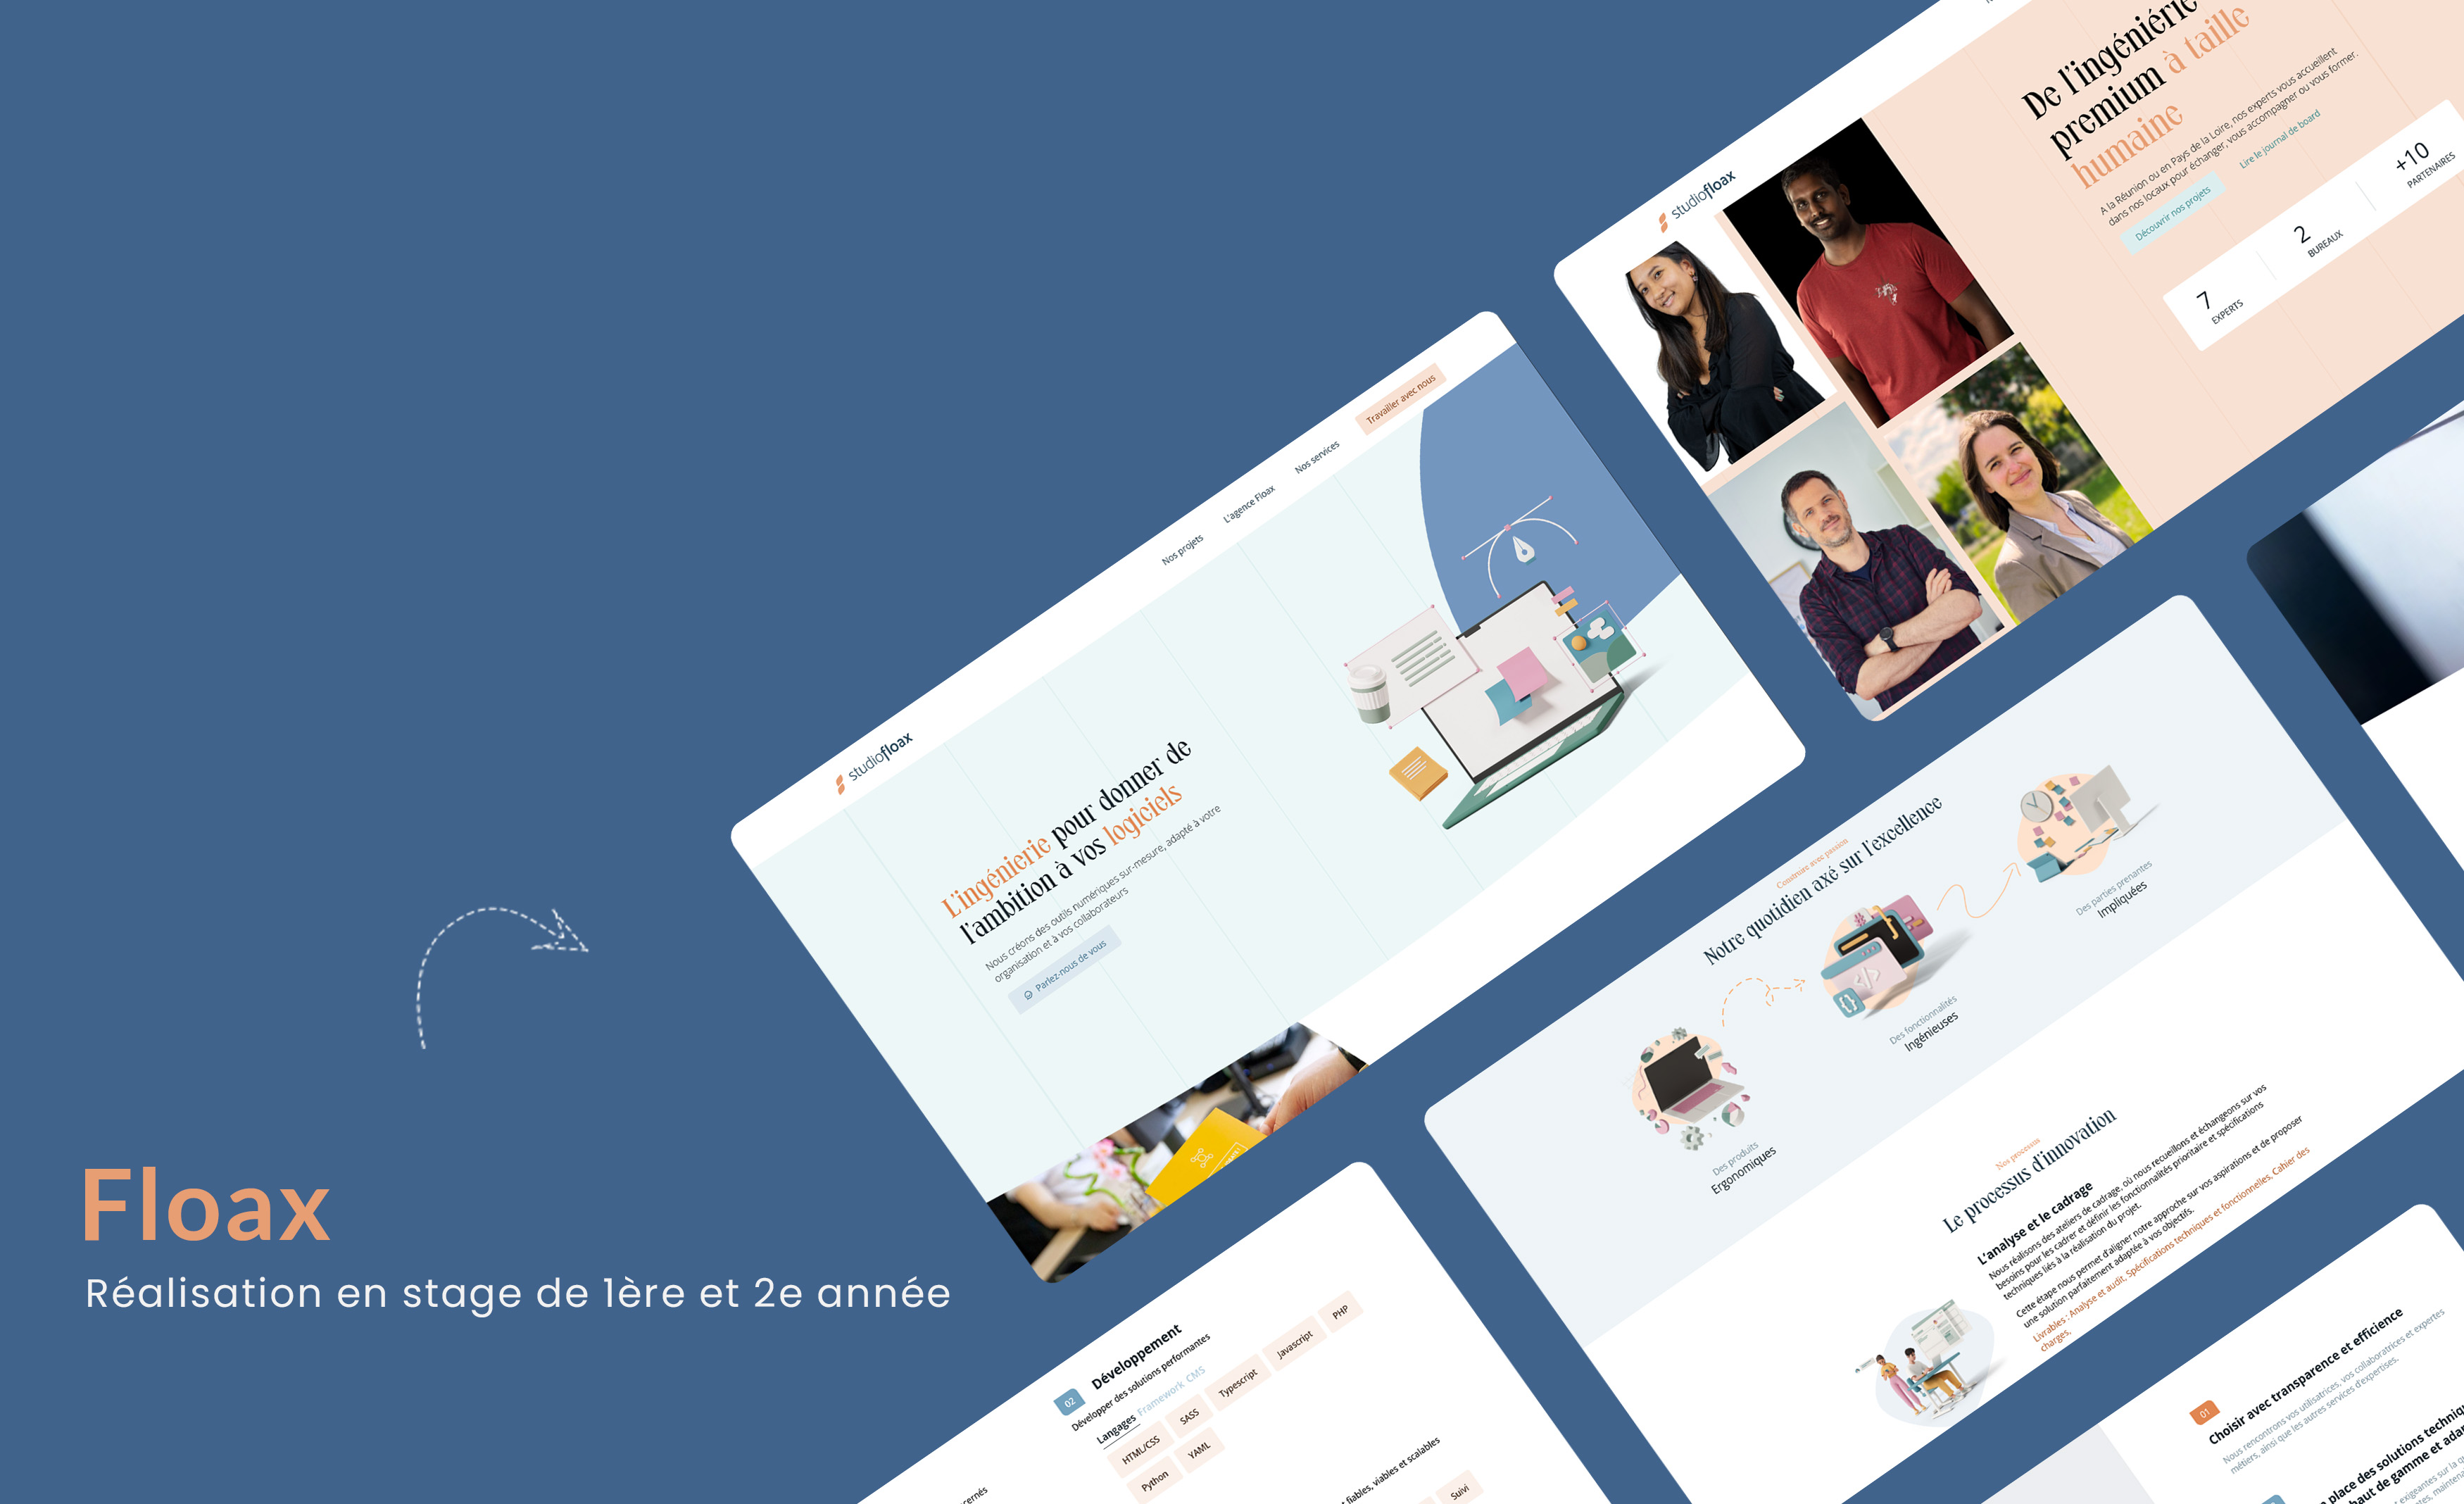 Floax
Réalisation en stage de 1ère et 2e année
studiofloax
Nos projets
L'agence Floax
Nos services
Travailler avec nous
L'ingénierie pour donner de
l'ambition à vos logiciels
Nous créons des outils numériques sur-mesure, adapté à votre
organisation et à vos collaborateurs
Parlez-nous de vous
studiofloax
De l'ingéniérie
premium à taille
humaine
A la Réunion ou en Pays de la Loire, nos experts vous accueillent
dans nos locaux pour échanger, vous accompagner ou vous former.
Découvrir nos projets
Lire le journal de board
7
EXPERTS
2
BUREAUX
+10
PARTENAIRES
Construire avec passion
Notre quotidien axé sur l'excellence
Des produits
Ergonomiques
Des fonctionnalités
Ingénieuses
Des parties prenantes
Impliquées
Nos processus
Le processus d'innovation
L'analyse et le cadrage
Nous réalisons des ateliers de cadrage, où nous recueillons et échangeons sur vos
besoins pour les cadrer et définir les fonctionnalités prioritaire et spécifications
techniques liés à la réalisation du projet.
Cette étape nous permet d'aligner notre approche sur vos aspirations et de proposer
une solution parfaitement adaptée à vos objectifs.
Livrables : Analyse et audit, Spécifications techniques et fonctionnelles, Cahier des
charges.
02
Développement
Développer des solutions performantes
Langages Framework CMS
HTML/CSS
SASS
Typescript
Javascript
PHP
Python
YAML
fiables, viables et scalables
Suivi
01
Choisir avec transparence et efficience
Nous rencontrons vos utilisatrices, vos collaboratrices et expertes
métiers, ainsi que les autres services d'expertises.
place des solutions techniq
haut de gamme et adap